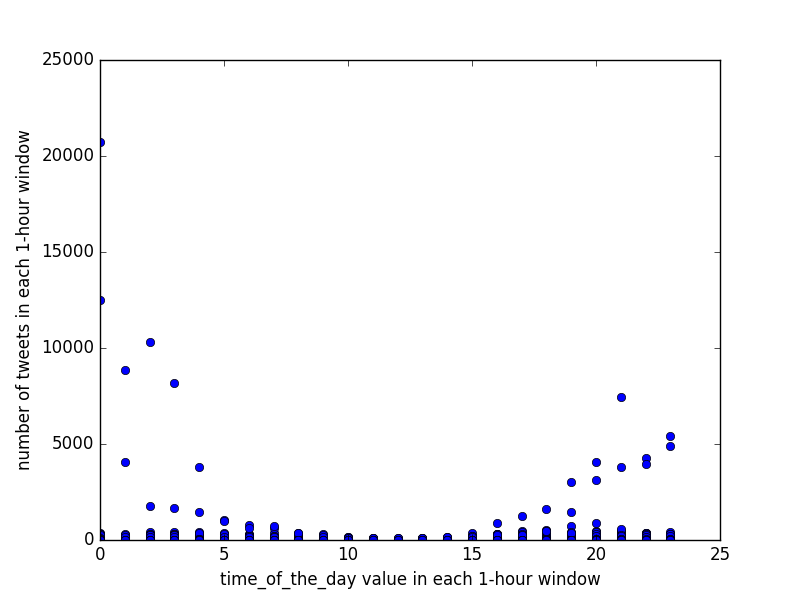 25000
20000
15000
10000
5000
0
0 5 10 15 20 25
time_of_the_day value in each 1-hour window
number of tweets in each 1-hour window